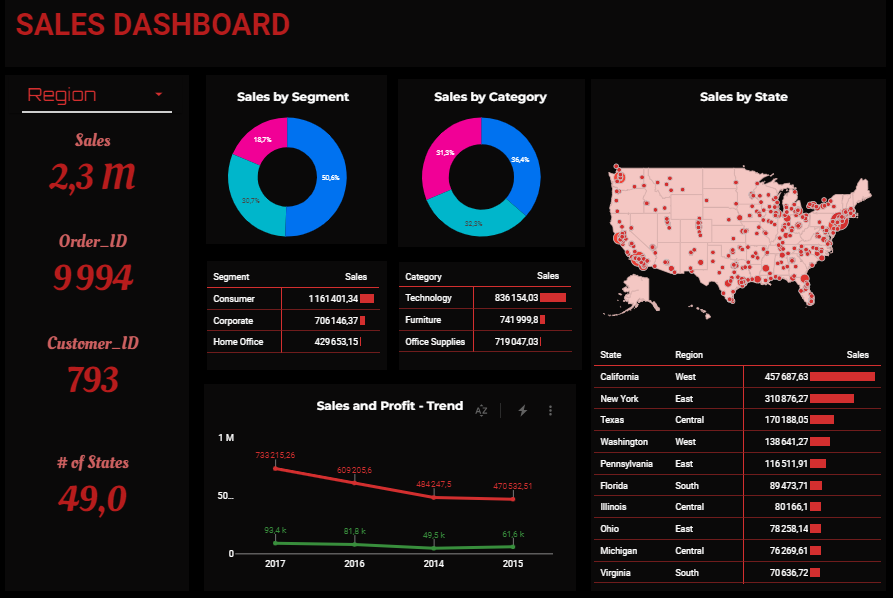 SALES DASHBOARD
Region
Sales
2,3 M
Order_ID
9 994
Customer_ID
793
# of States
49,0
Sales by Segment
18,7%
50,6%
30,7%
Sales by Category
31,3%
36,4%
32,3%
Segment Sales
Consumer 1 161 401,34
Corporate 706 146,37
Home Office 429 653,15
Category Sales
Technology 836 154,03
Furniture 741 999,8
Office Supplies 719 047,03
Sales and Profit - Trend
1 M
50...
0
733 215,26
609 205,6
484 247,5
470 532,51
93,4 k
81,8 k
49,5 k
61,6 k
2017
2016
2014
2015
Sales by State
State Region Sales
California West 457 687,63
New York East 310 876,27
Texas Central 170 188,05
Washington West 138 641,27
Pennsylvania East 116 511,91
Florida South 89 473,71
Illinois Central 80 166,1
Ohio East 78 258,14
Michigan Central 76 269,61
Virginia South 70 636,72